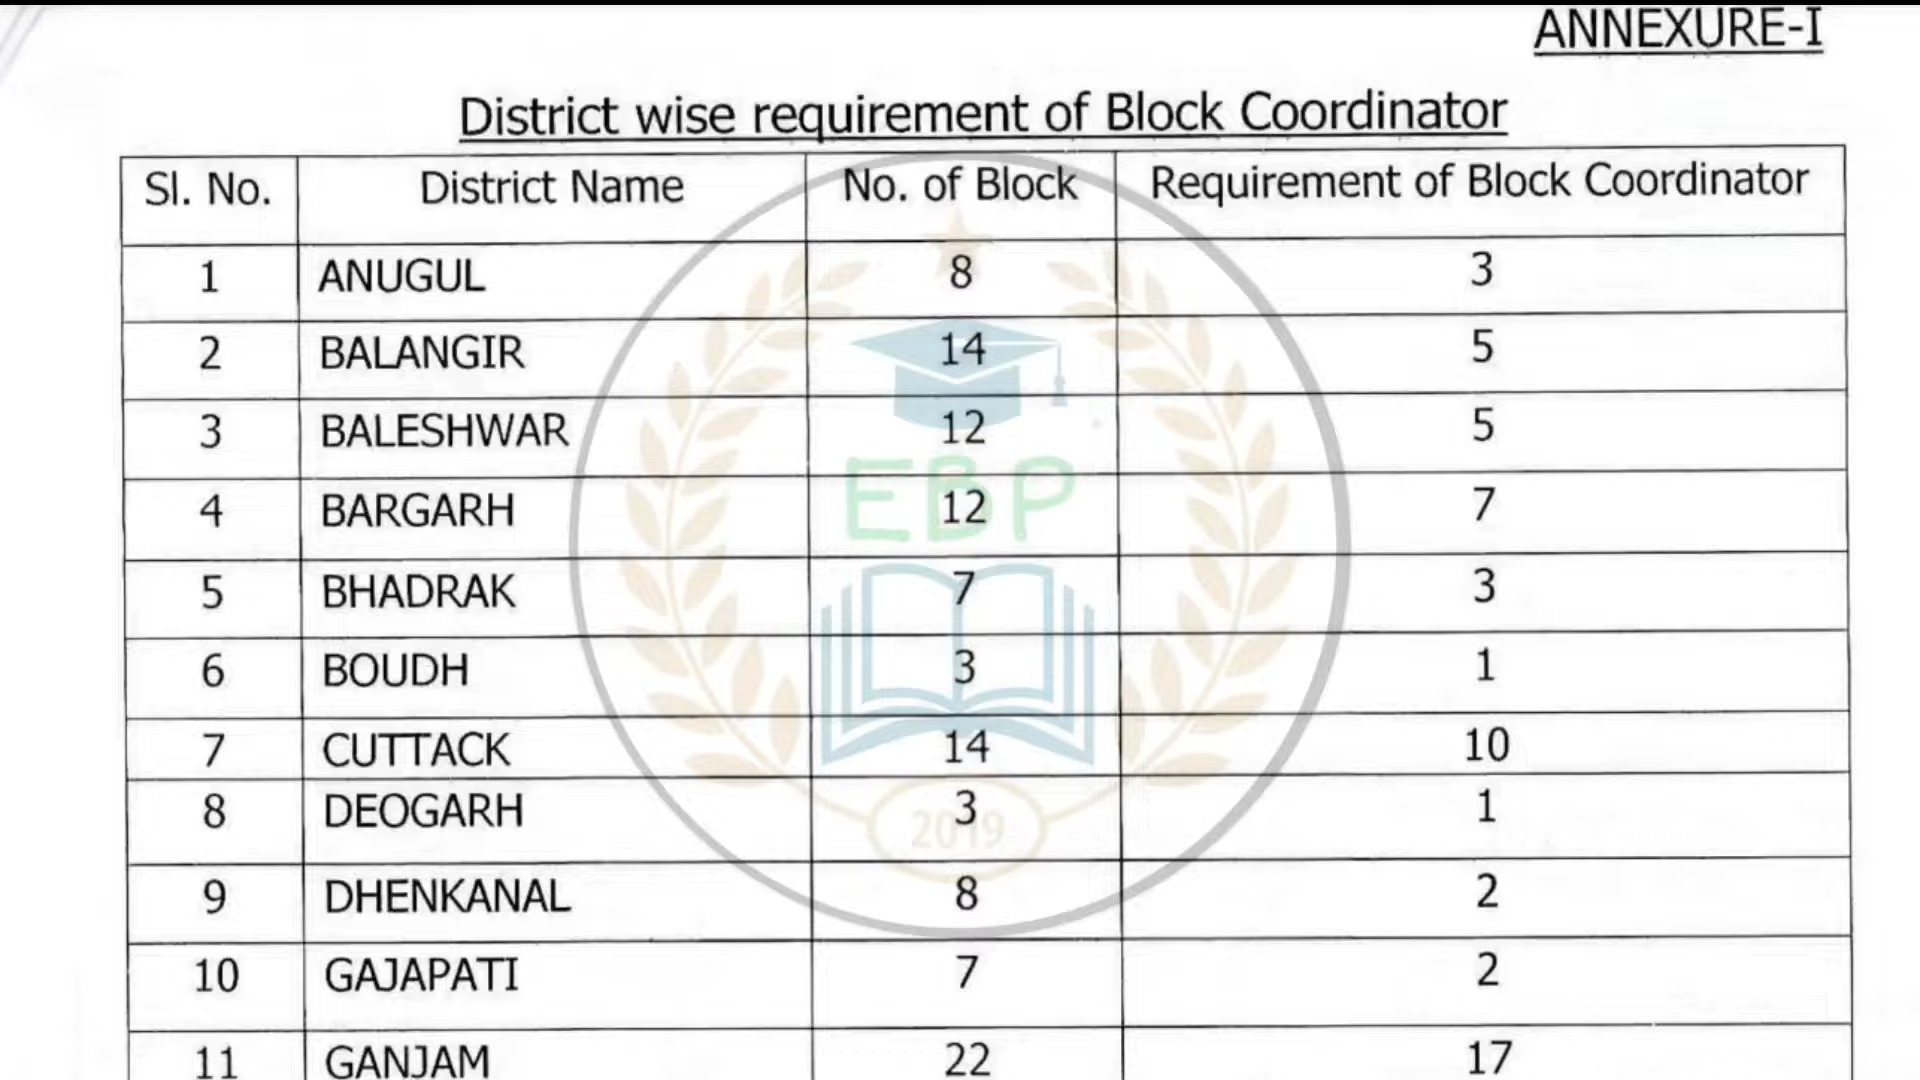 ANNEXURE-I
District wise requirement of Block Coordinator
Sl. No. District Name No. of Block Requirement of Block Coordinator
1 ANUGUL 8 3
2 BALANGIR 14 5
3 BALESHWAR 12 5
4 BARGARH 12 7
5 BHADRAK 7 3
6 BOUDH 3 1
7 CUTTACK 14 10
8 DEOGARH 3 1
9 DHENKANAL 8 2
10 GAJAPATI 7 2
11 GANJAM 22 17
EBP
2019